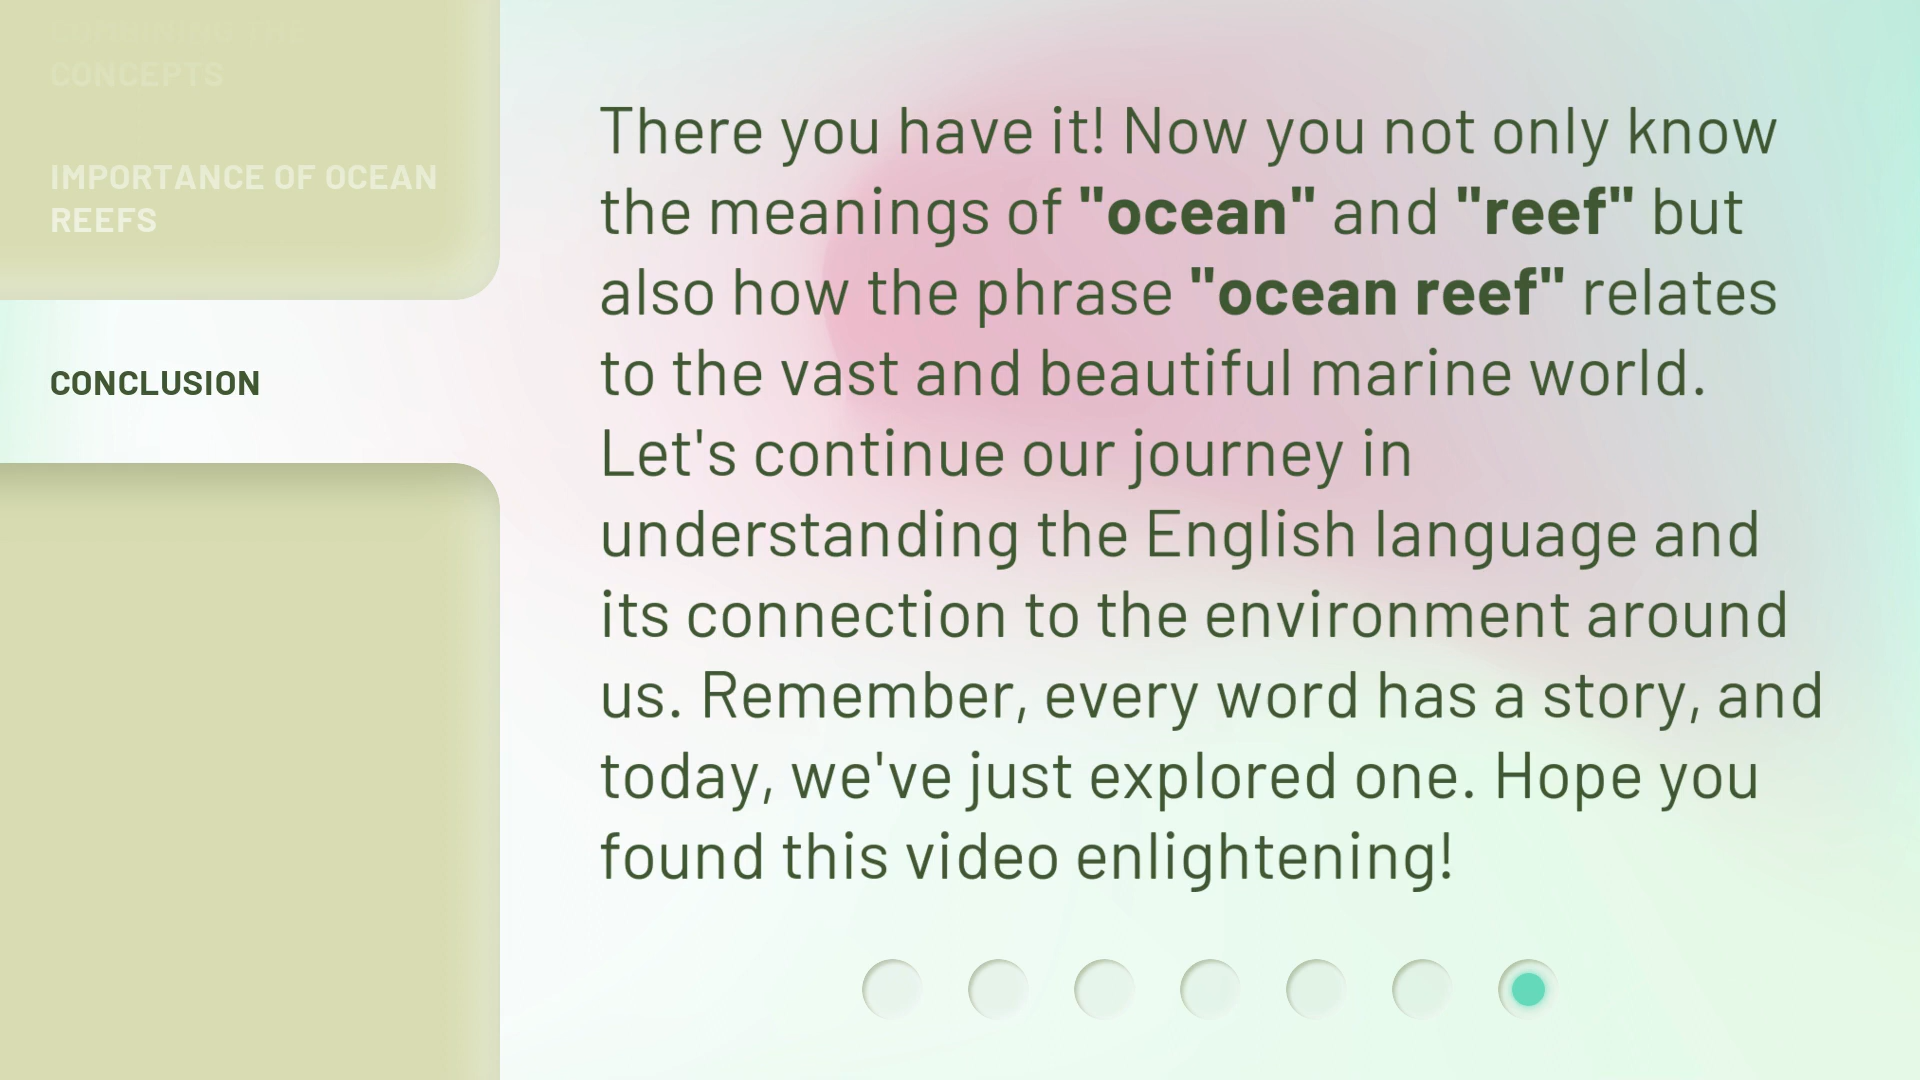 COMBINING THE
CONCEPTS
IMPORTANCE OF OCEAN
REEFS
CONCLUSION
There you have it! Now you not only know
the meanings of "ocean" and "reef" but
also how the phrase "ocean reef" relates
to the vast and beautiful marine world.
Let's continue our journey in
understanding the English language and
its connection to the environment around
us. Remember, every word has a story, and
today, we've just explored one. Hope you
found this video enlightening!